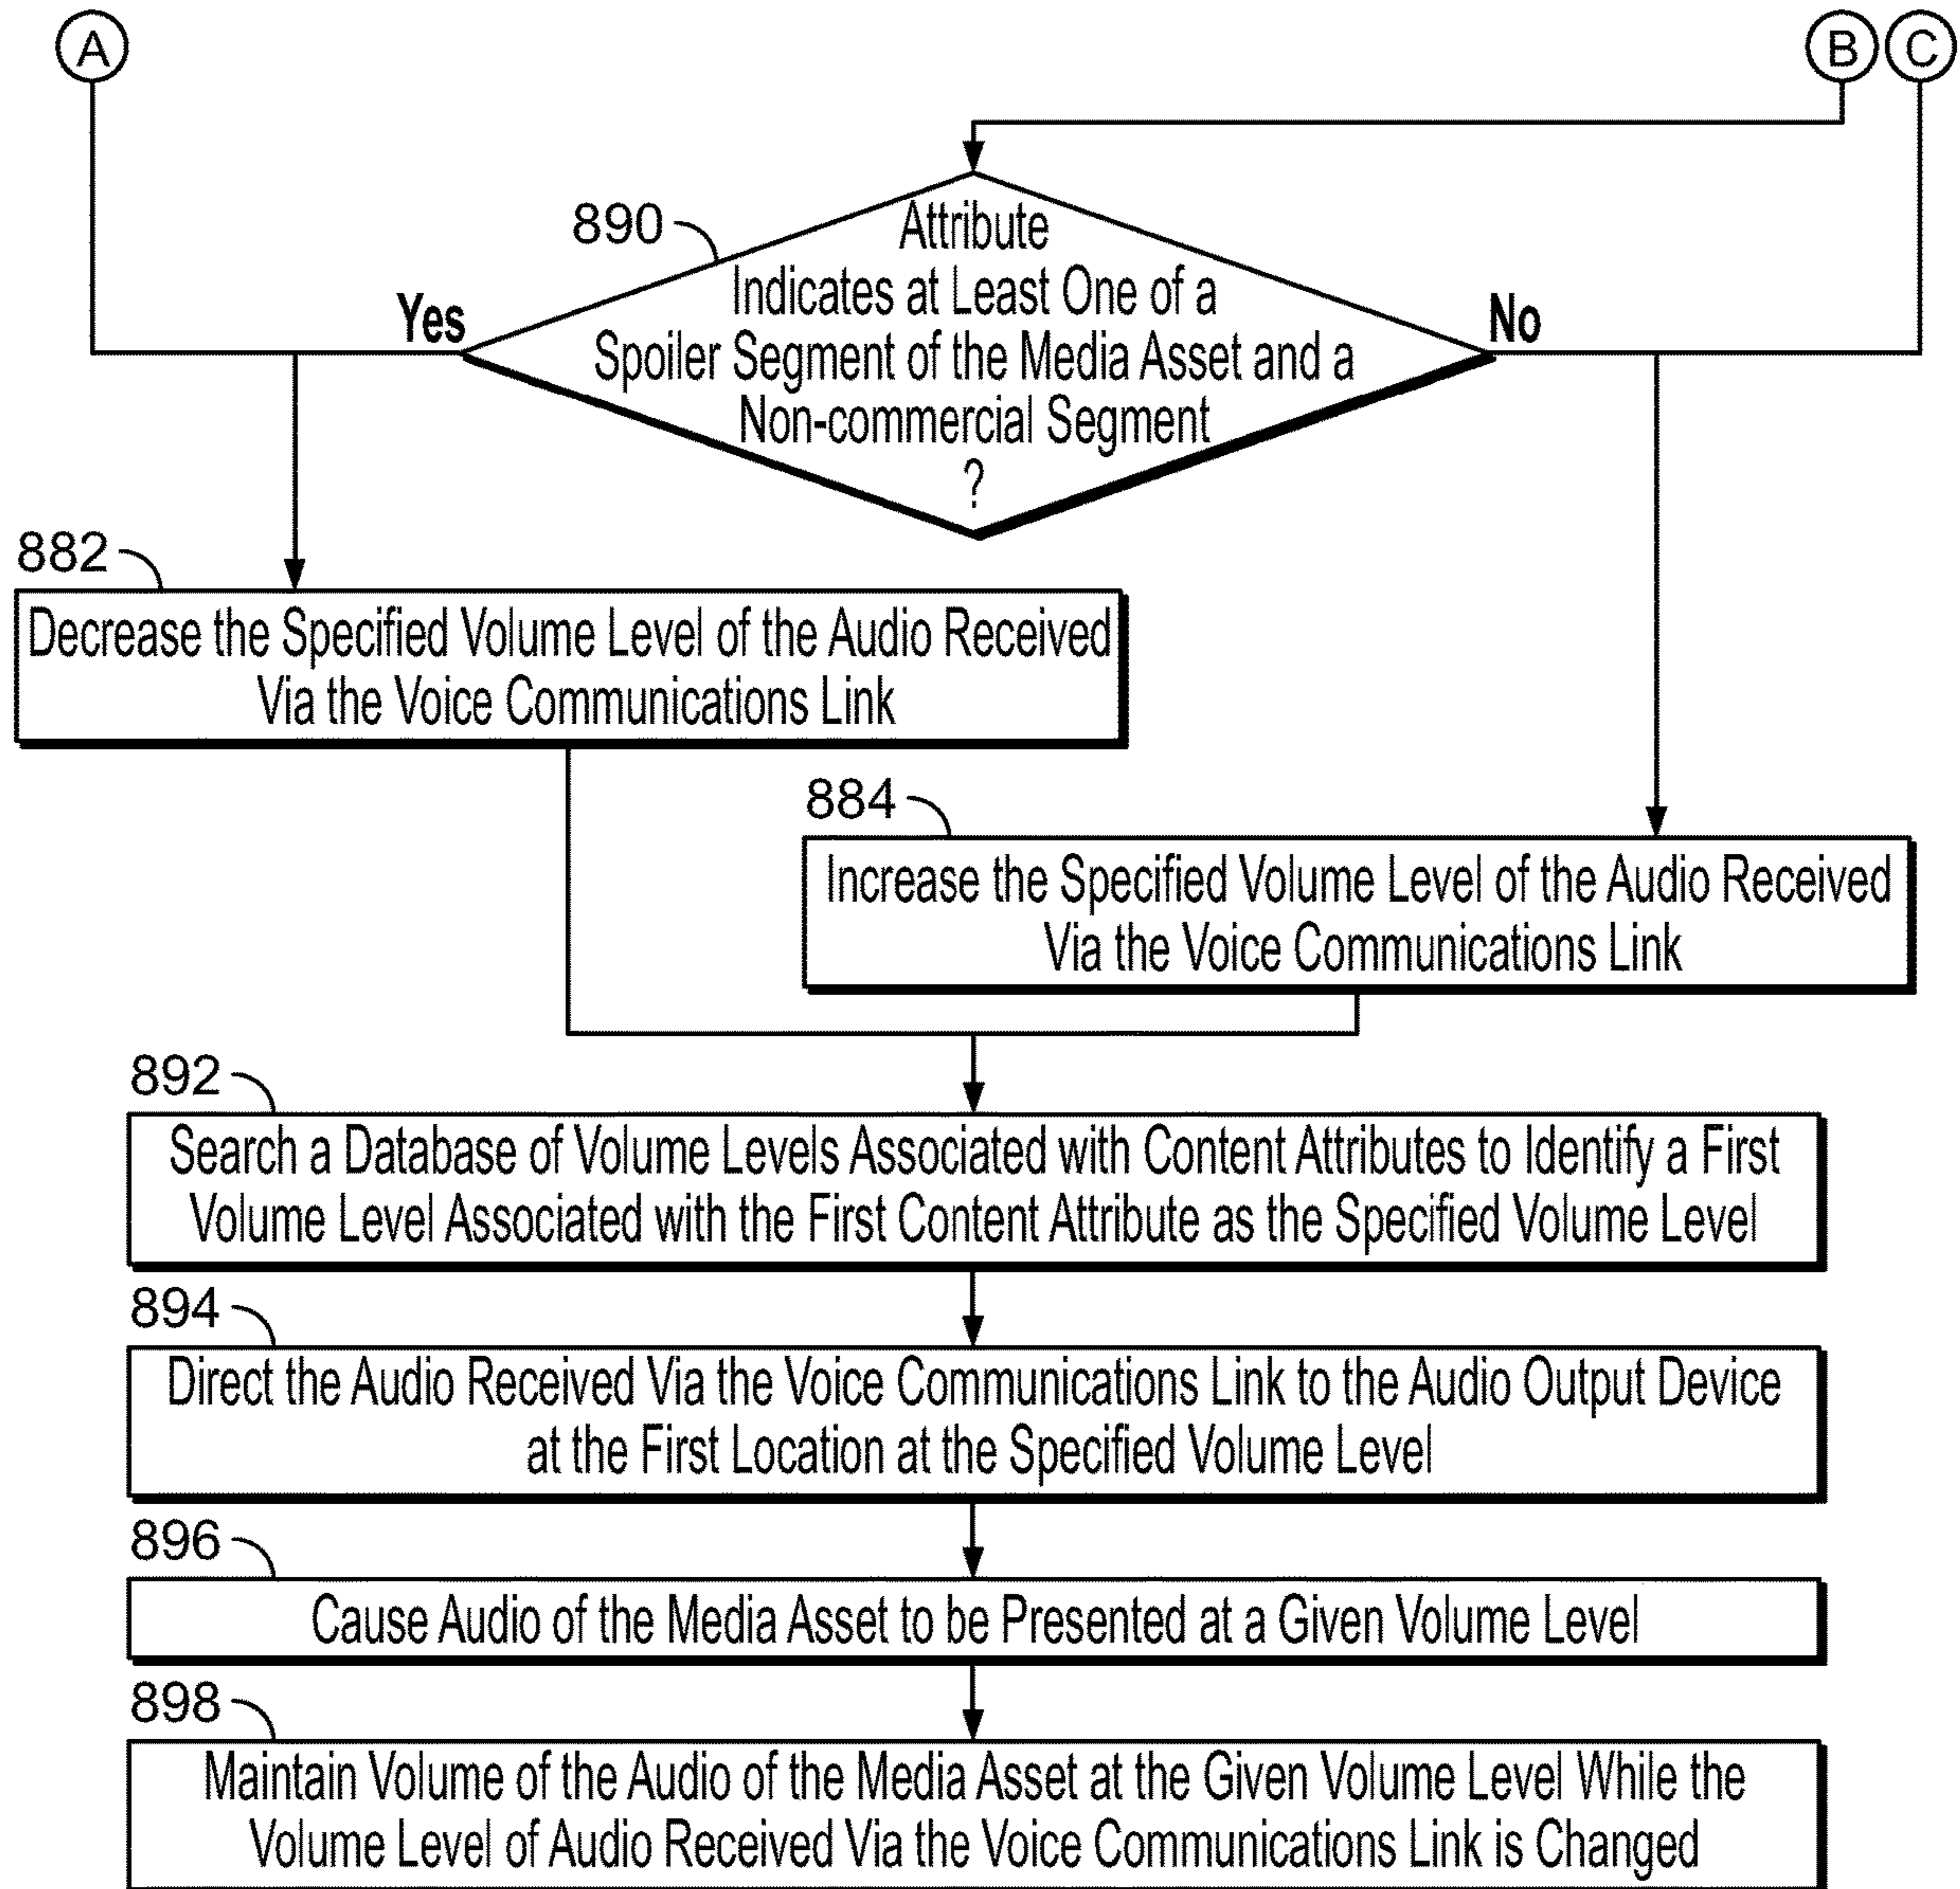 A
B
C
890
Attribute
Indicates at Least One of a
Spoiler Segment of the Media Asset and a
Non-commercial Segment
?
Yes
No
882
Decrease the Specified Volume Level of the Audio Received
Via the Voice Communications Link
884
Increase the Specified Volume Level of the Audio Received
Via the Voice Communications Link
892
Search a Database of Volume Levels Associated with Content Attributes to Identify a First
Volume Level Associated with the First Content Attribute as the Specified Volume Level
894
Direct the Audio Received Via the Voice Communications Link to the Audio Output Device
at the First Location at the Specified Volume Level
896
Cause Audio of the Media Asset to be Presented at a Given Volume Level
898
Maintain Volume of the Audio of the Media Asset at the Given Volume Level While the
Volume Level of Audio Received Via the Voice Communications Link is Changed